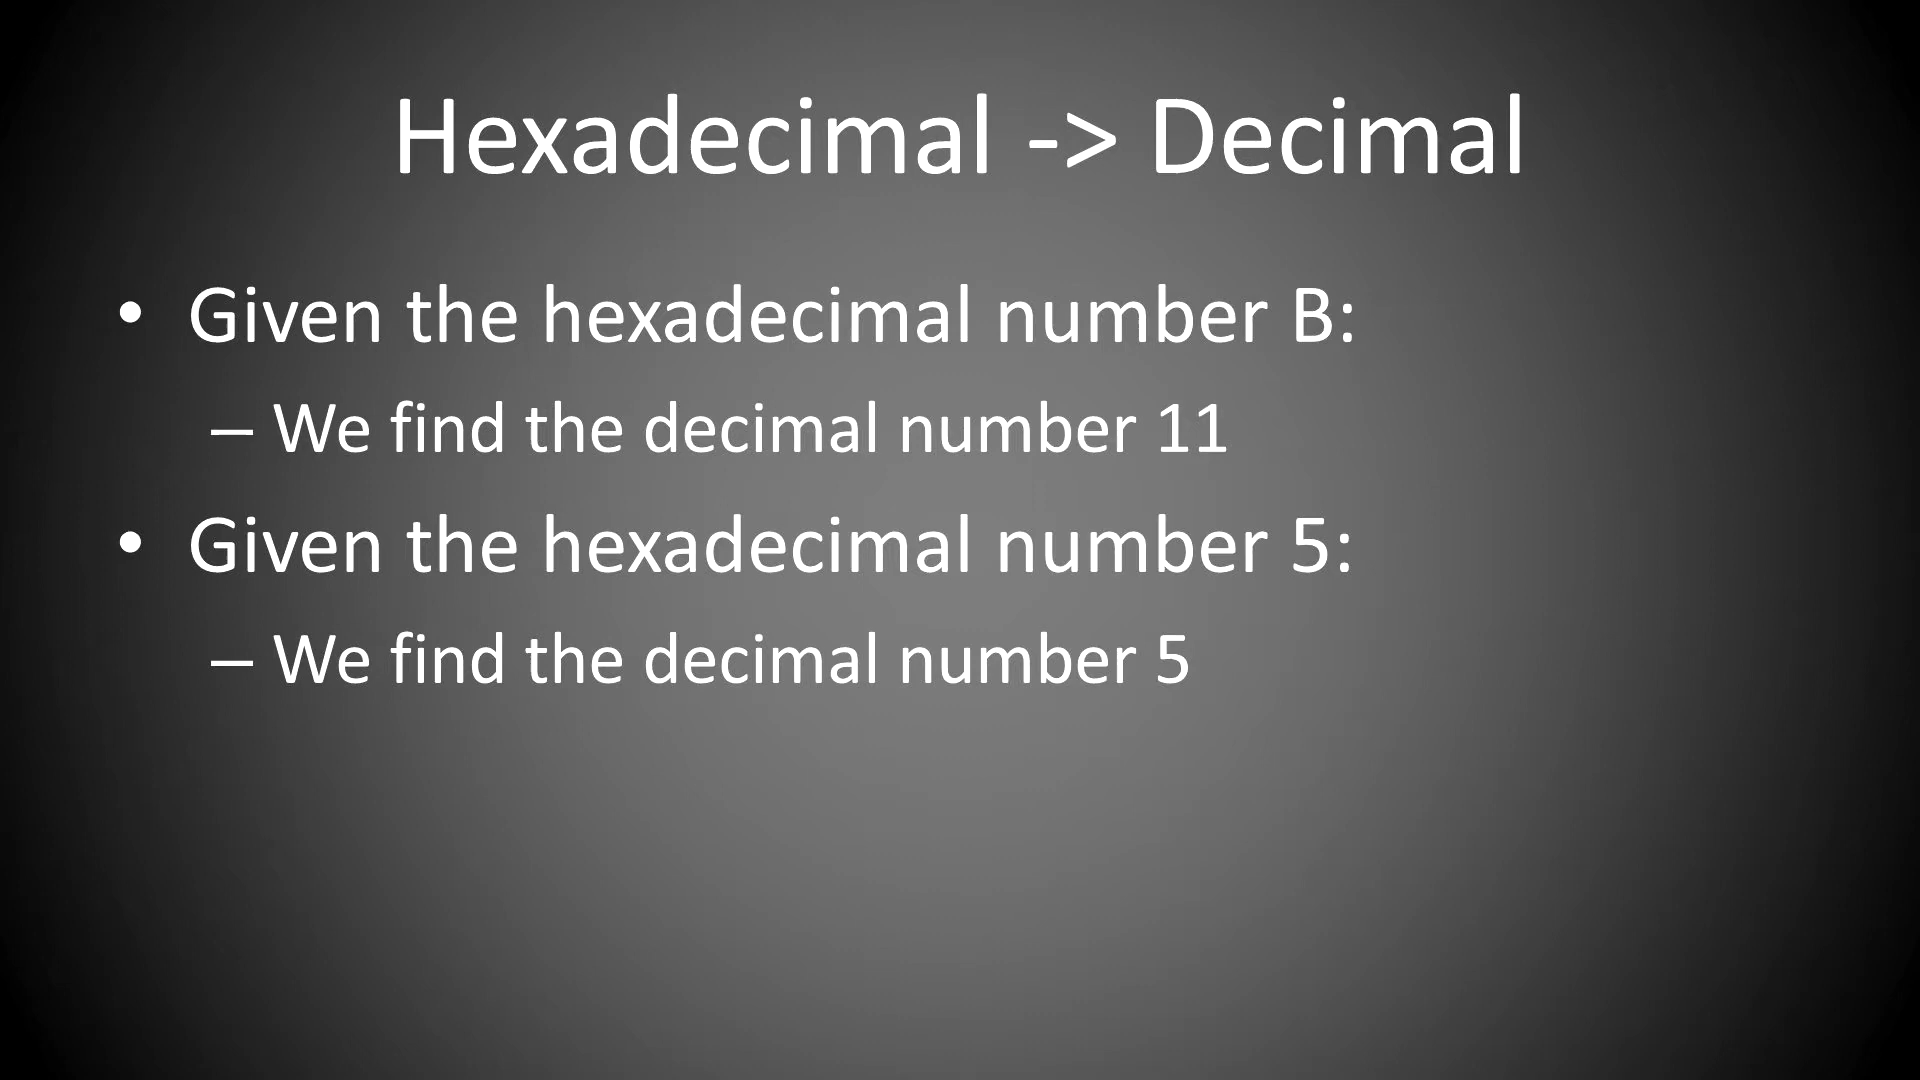 Hexadecimal -> Decimal
• Given the hexadecimal number B:
– We find the decimal number 11
• Given the hexadecimal number 5:
– We find the decimal number 5